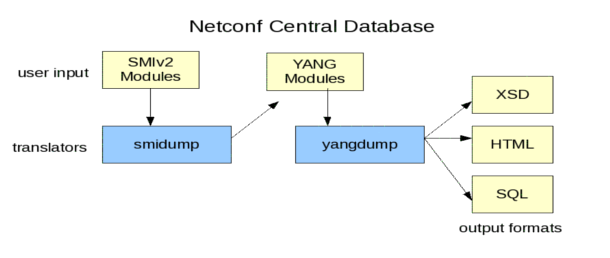 Netconf Central Database
user input
SMIv2
Modules
YANG
Modules
XSD
translators
smidump
yangdump
HTML
SQL
output formats